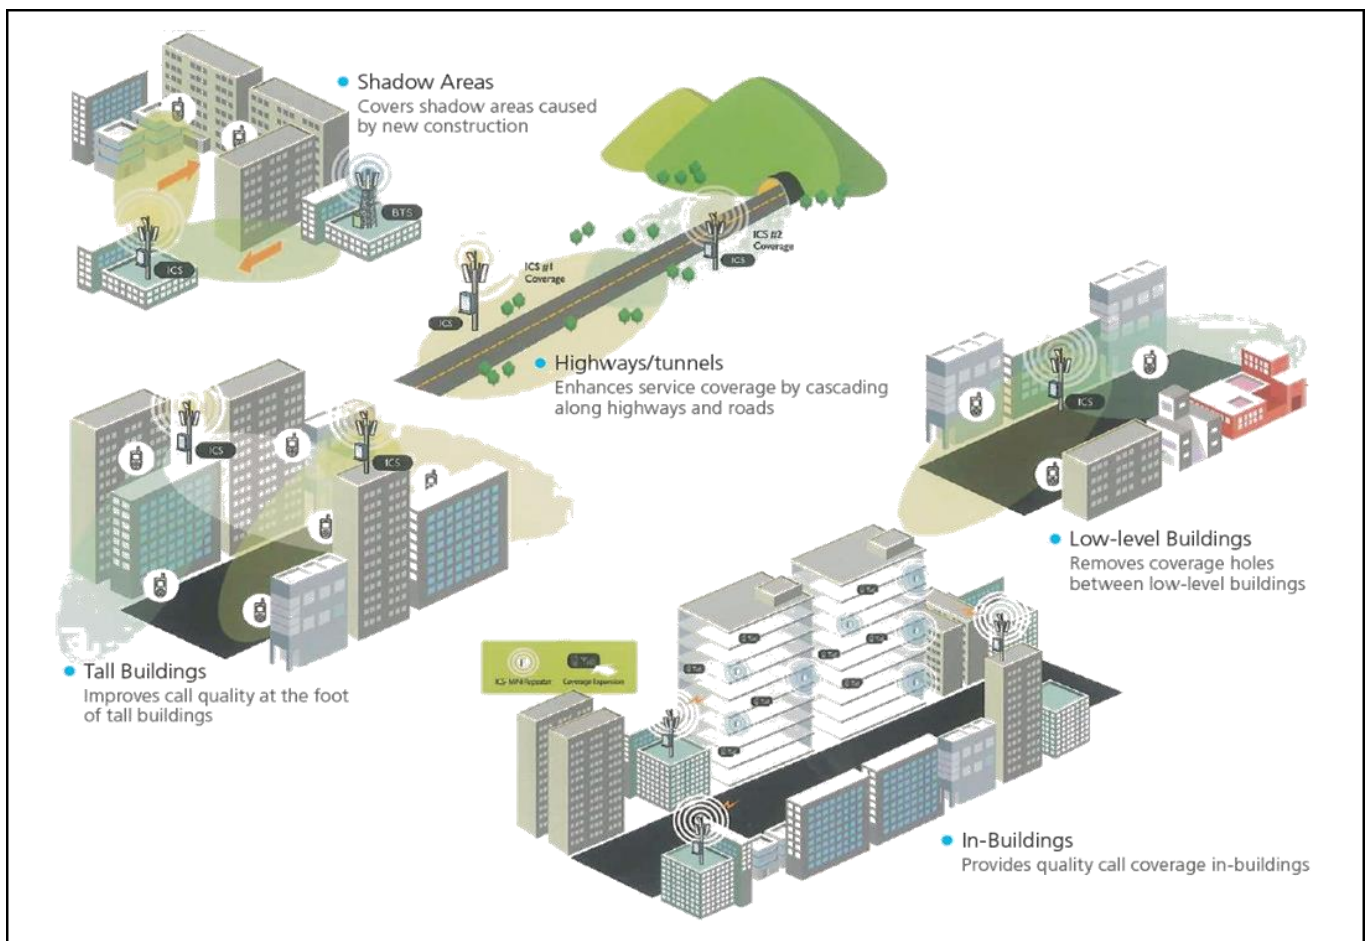 Shadow Areas
Covers shadow areas caused
by new construction
BTS
ICS
ICS #2
Coverage
ICS
ICS #1
Coverage
ICS
Highways/tunnels
Enhances service coverage by cascading
along highways and roads
ICS
ICS
ICS
Low-level Buildings
Removes coverage holes
between low-level buildings
Tall Buildings
Improves call quality at the foot
of tall buildings
ICS- MINI Repeater
Coverage Expansion
In-Buildings
Provides quality call coverage in-buildings